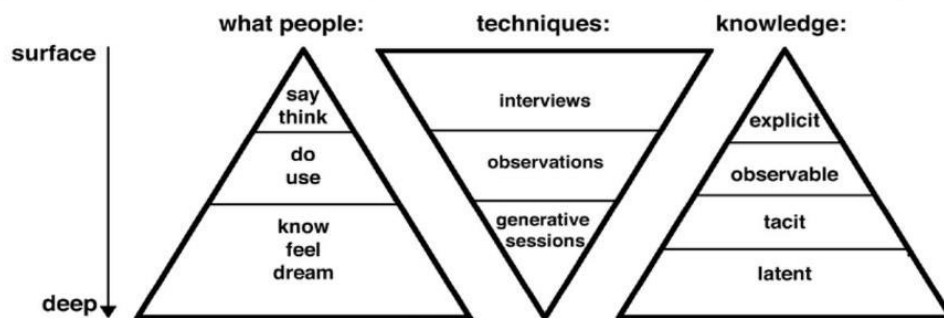 what people:
techniques:
knowledge:
surface
say
think
do
use
know
feel
dream
interviews
observations
generative
sessions
explicit
observable
tacit
latent
deep